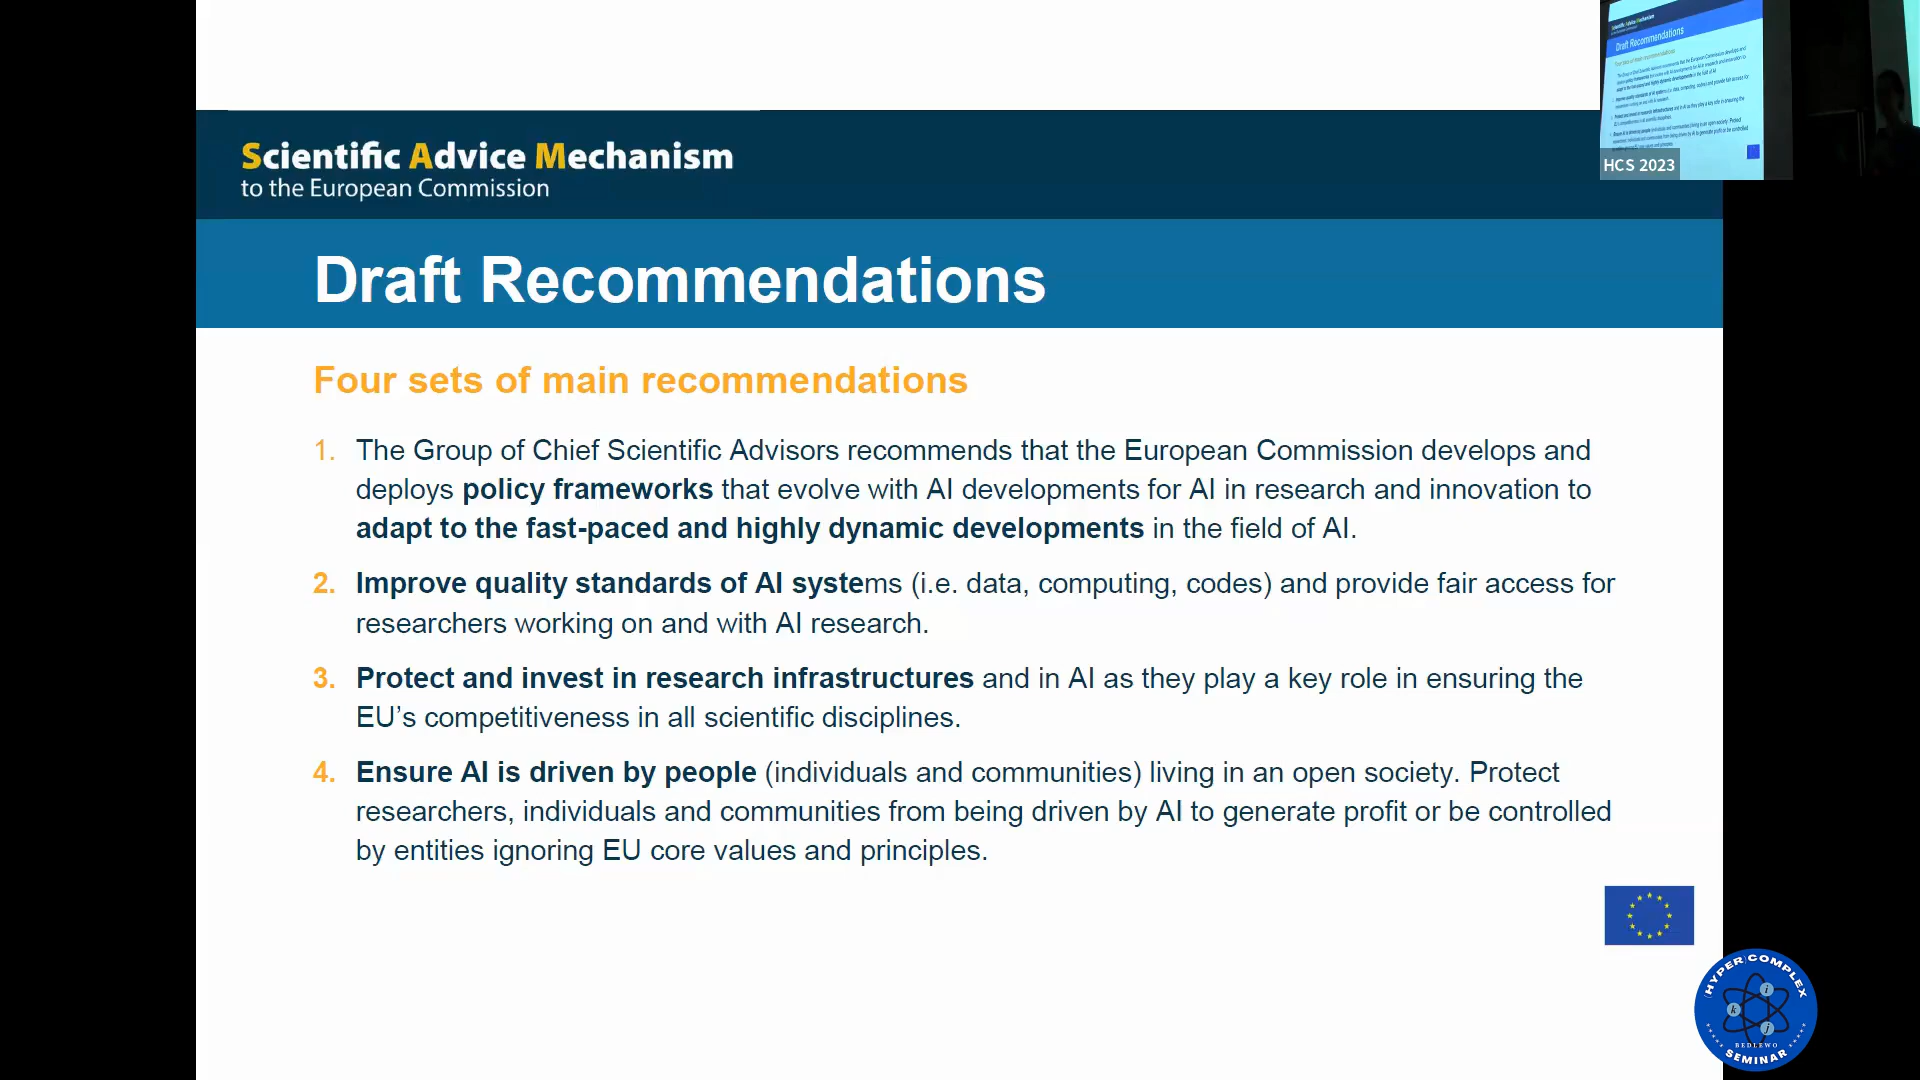 Scientific Advice Mechanism
to the European Commission
Draft Recommendations
Four sets of main recommendations
1. The Group of Chief Scientific Advisors recommends that the European Commission develops and
deploys policy frameworks that evolve with AI developments for AI in research and innovation to
adapt to the fast-paced and highly dynamic developments in the field of AI.
2. Improve quality standards of AI systems (i.e. data, computing, codes) and provide fair access for
researchers working on and with AI research.
3. Protect and invest in research infrastructures and in AI as they play a key role in ensuring the
EU's competitiveness in all scientific disciplines.
4. Ensure AI is driven by people (individuals and communities) living in an open society. Protect
researchers, individuals and communities from being driven by AI to generate profit or be controlled
by entities ignoring EU core values and principles.
Draft Recommendations
HCS 2023
(HYPER)COMPLEX
i
k
j
BEDLEWO
SEMINAR